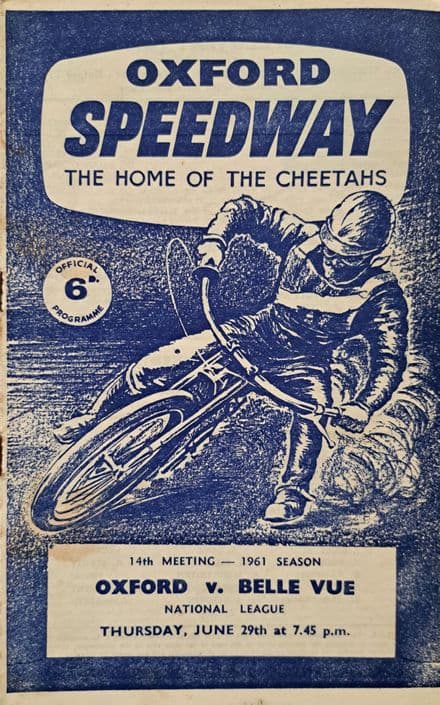 OXFORD
SPEEDWAY
THE HOME OF THE CHEETAHS
OFFICIAL
6D.
PROGRAMME
14th MEETING — 1961 SEASON
OXFORD v. BELLE VUE
NATIONAL LEAGUE
THURSDAY, JUNE 29th at 7.45 p.m.